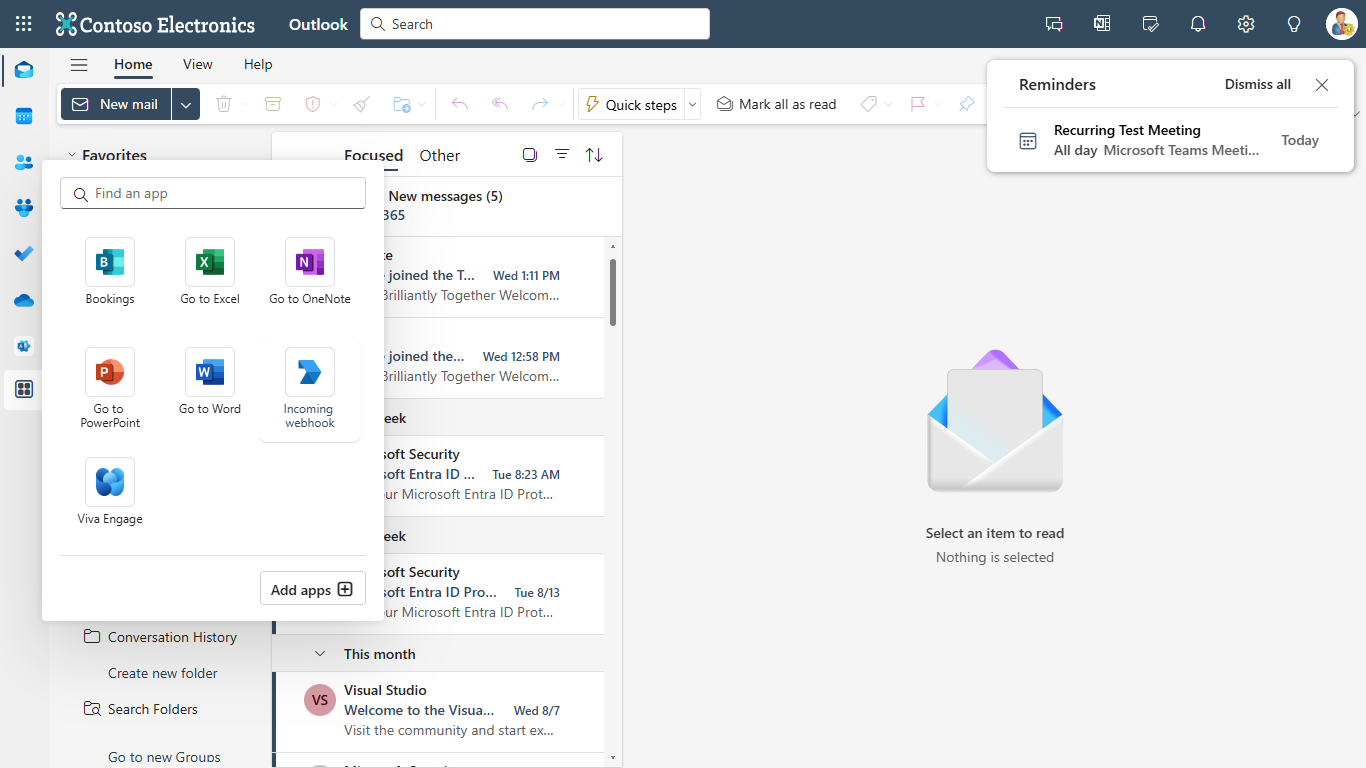 Contoso Electronics
Outlook
Search
Home
View
Help
New mail
Quick steps
Mark all as read
Reminders
Dismiss all
Recurring Test Meeting
All day Microsoft Teams Meeti...
Today
Favorites
Find an app
Bookings
Go to Excel
Go to OneNote
Go to
PowerPoint
Go to Word
Incoming
webhook
Viva Engage
Add apps
Conversation History
Create new folder
Search Folders
Go to new Groups
Focused
Other
New messages (5)
365
joined the T...
Wed 1:11 PM
Brilliantly Together Welcom...
joined the...
Wed 12:58 PM
Brilliantly Together Welcom...
eek
soft Security
soft Entra ID ...
Tue 8:23 AM
our Microsoft Entra ID Prot...
eek
soft Security
soft Entra ID Pro...
Tue 8/13
our Microsoft Entra ID Prot...
This month
VS
Visual Studio
Welcome to the Visua...
Wed 8/7
Visit the community and start ex...
Select an item to read
Nothing is selected